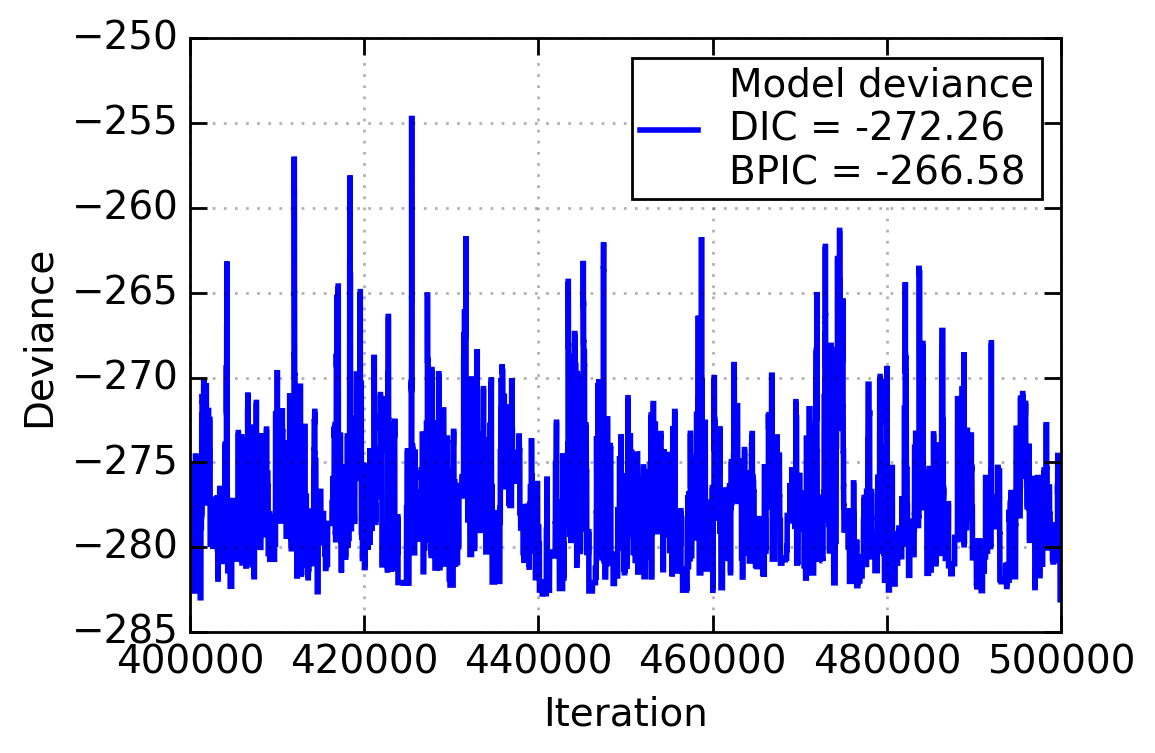 −250
−255
−260
−265
−270
−275
−280
−285
Deviance
Model deviance
DIC = -272.26
BPIC = -266.58
400000 420000 440000 460000 480000 500000
Iteration